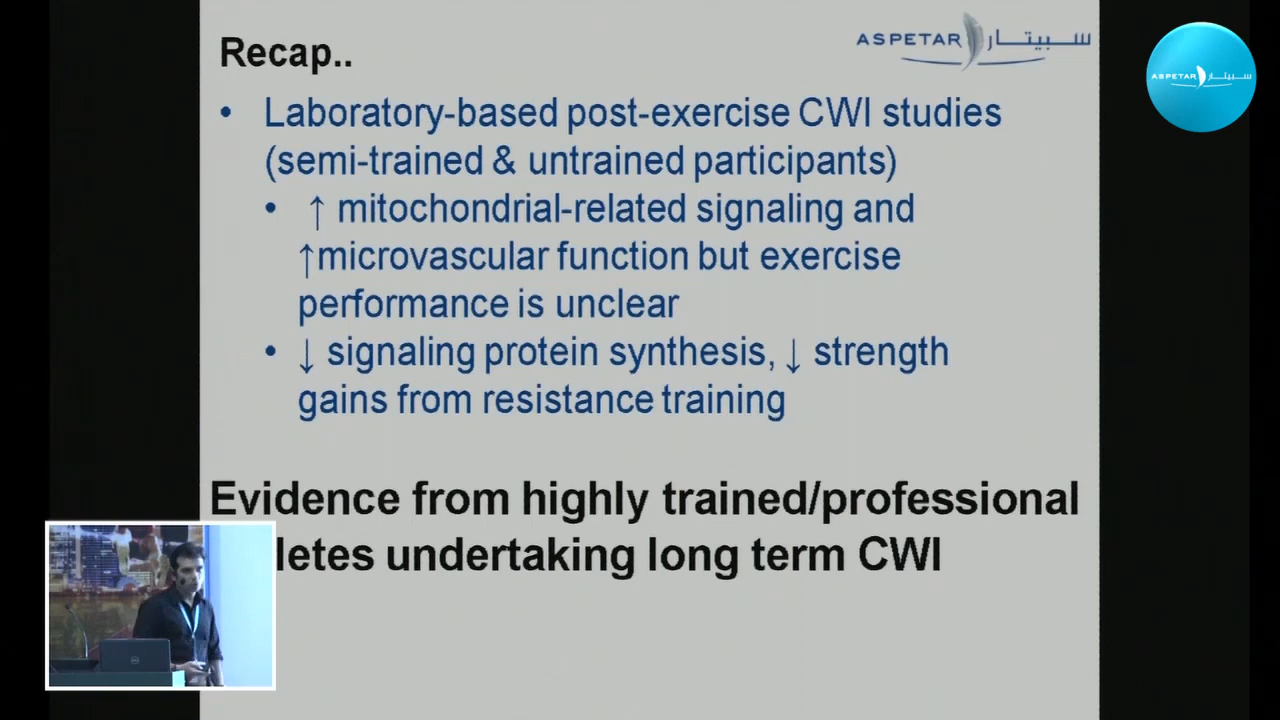 Recap..
ASPETAR سبيتار
ASPETAR سبيتار
• Laboratory-based post-exercise CWI studies
(semi-trained & untrained participants)
• ↑ mitochondrial-related signaling and
↑microvascular function but exercise
performance is unclear
• ↓ signaling protein synthesis, ↓ strength
gains from resistance training
Evidence from highly trained/professional
letes undertaking long term CWI